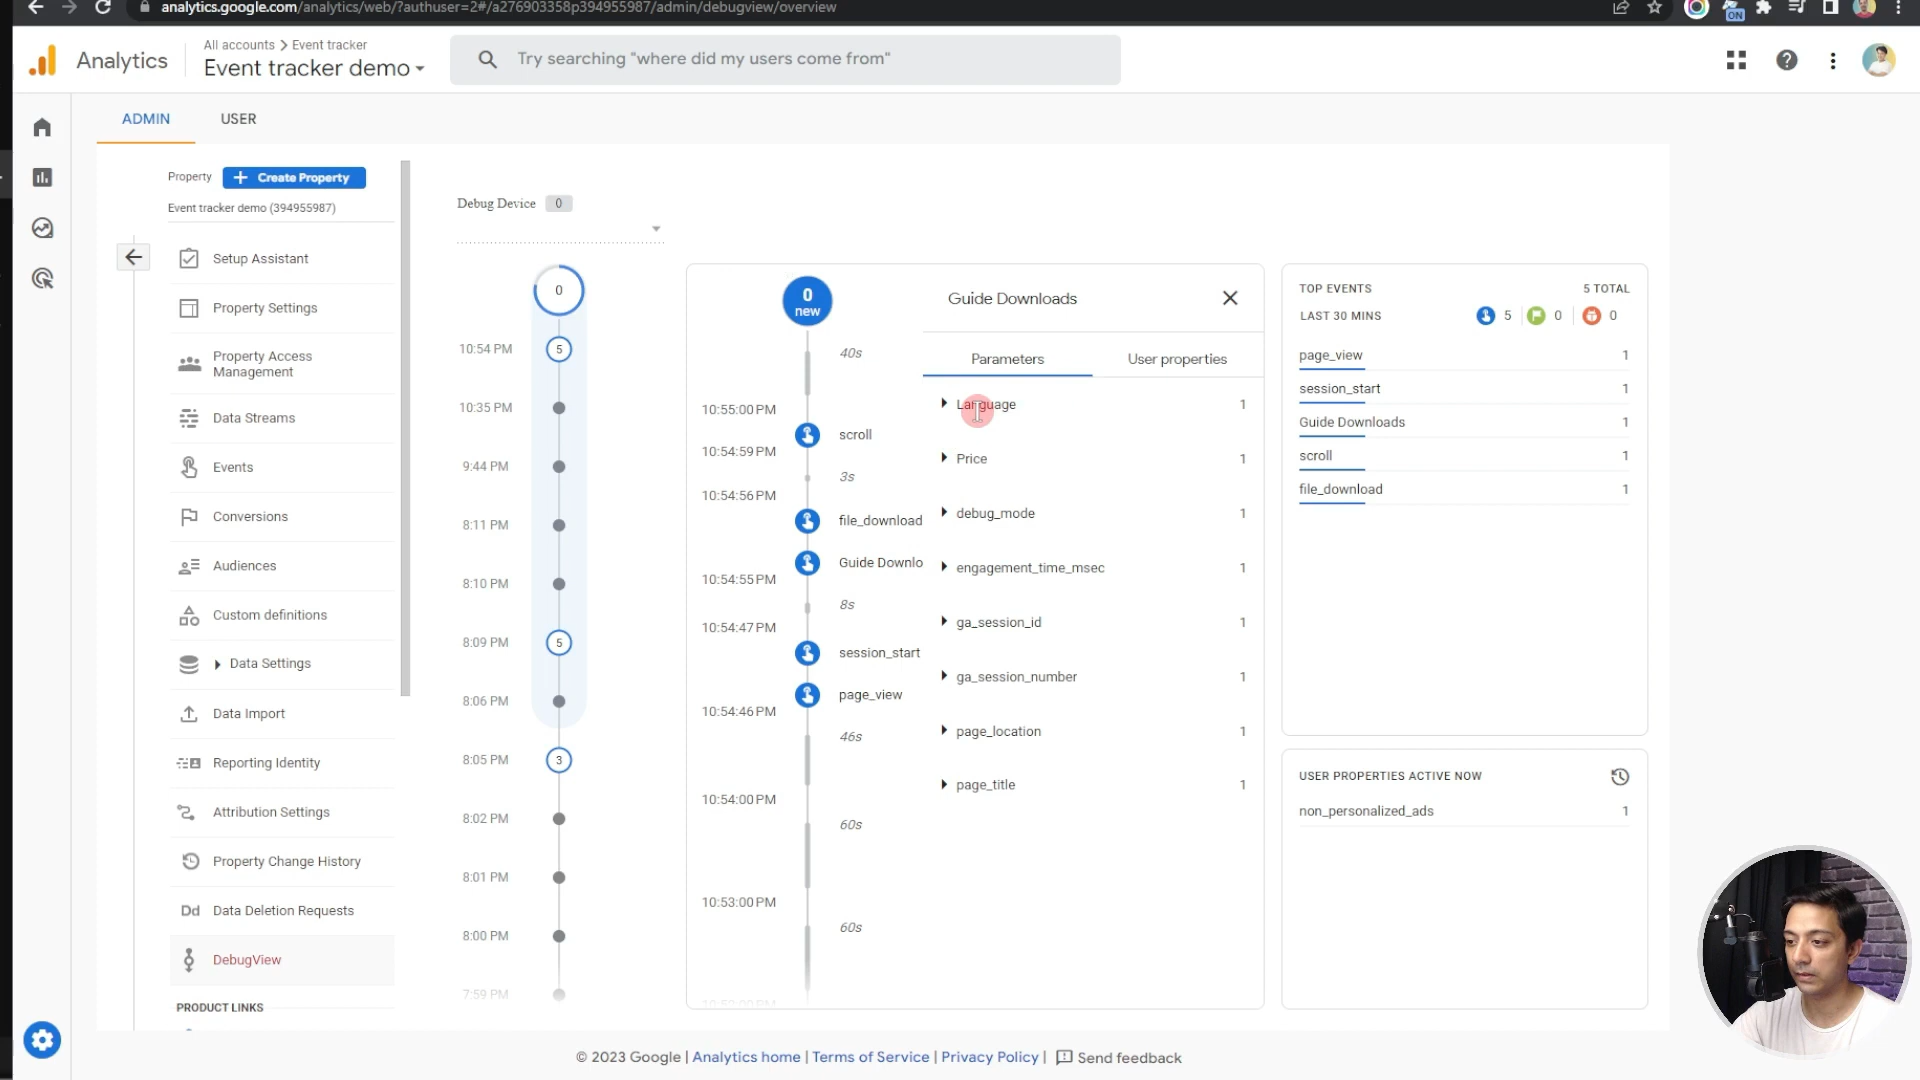 analytics.google.com/analytics/web/?authuser=2#/a276903358p394955987/admin/debugview/overview
ON
Analytics
All accounts > Event tracker
Event tracker demo
Try searching "where did my users come from"
ADMIN
USER
Property
Create Property
Event tracker demo (394955987)
Setup Assistant
Property Settings
Property Access
Management
Data Streams
Events
Conversions
Audiences
Custom definitions
Data Settings
Data Import
Reporting Identity
Attribution Settings
Property Change History
Dd Data Deletion Requests
DebugView
PRODUCT LINKS
Debug Device 0
0
10:54 PM 5
10:35 PM
9:44 PM
8:11 PM
8:10 PM
8:09 PM 5
8:06 PM
8:05 PM 3
8:02 PM
8:01 PM
8:00 PM
7:59 PM
0
new
40s
10:55:00 PM
scroll
10:54:59 PM
3s
10:54:56 PM
file_download
Guide Downlo
10:54:55 PM
8s
10:54:47 PM
session_start
page_view
10:54:46 PM
46s
10:54:00 PM
60s
10:53:00 PM
60s
10:52:00 PM
Guide Downloads
Parameters
User properties
Language 1
Price 1
debug_mode 1
engagement_time_msec 1
ga_session_id 1
ga_session_number 1
page_location 1
page_title 1
TOP EVENTS 5 TOTAL
LAST 30 MINS 5 0 0
page_view 1
session_start 1
Guide Downloads 1
scroll 1
file_download 1
USER PROPERTIES ACTIVE NOW
non_personalized_ads 1
© 2023 Google | Analytics home | Terms of Service | Privacy Policy | Send feedback